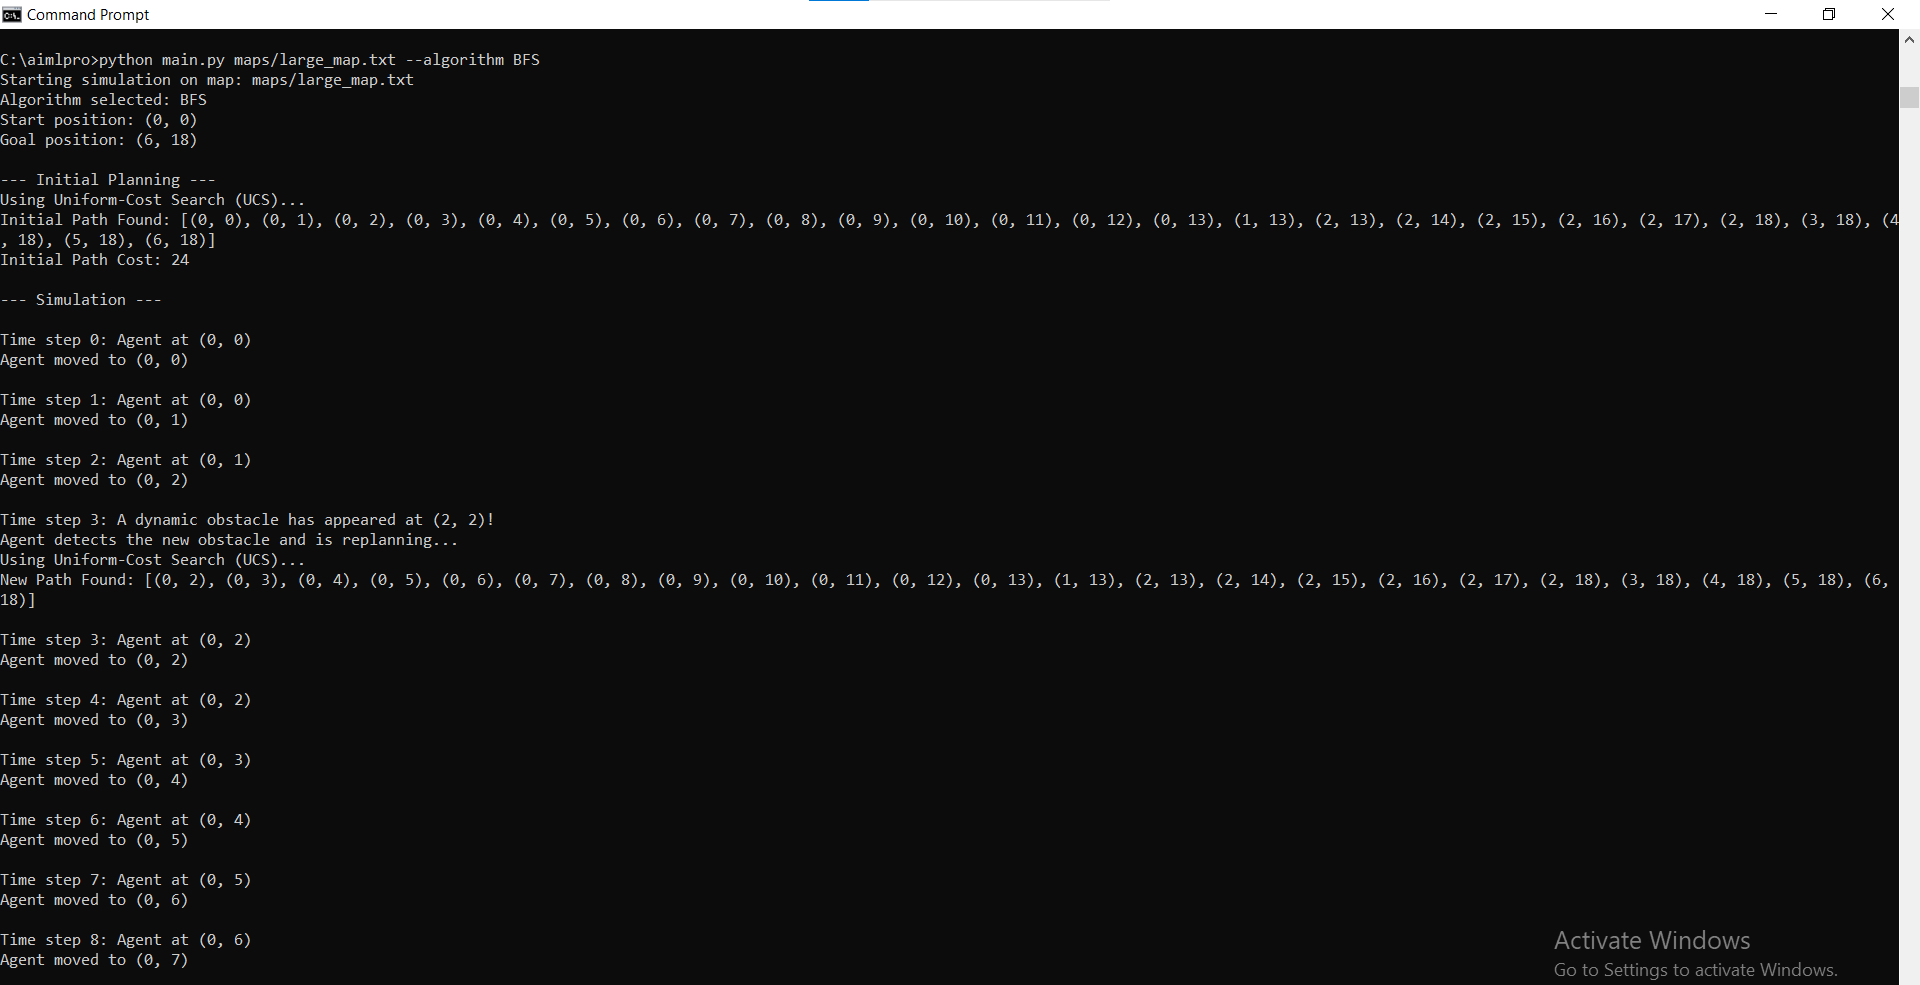 Command Prompt
C:\aimlpro>python main.py maps/large_map.txt --algorithm BFS
Starting simulation on map: maps/large_map.txt
Algorithm selected: BFS
Start position: (0, 0)
Goal position: (6, 18)
--- Initial Planning ---
Using Uniform-Cost Search (UCS)...
Initial Path Found: [(0, 0), (0, 1), (0, 2), (0, 3), (0, 4), (0, 5), (0, 6), (0, 7), (0, 8), (0, 9), (0, 10), (0, 11), (0, 12), (0, 13), (1, 13), (2, 13), (2, 14), (2, 15), (2, 16), (2, 17), (2, 18), (3, 18), (4
, 18), (5, 18), (6, 18)]
Initial Path Cost: 24
--- Simulation ---
Time step 0: Agent at (0, 0)
Agent moved to (0, 0)
Time step 1: Agent at (0, 0)
Agent moved to (0, 1)
Time step 2: Agent at (0, 1)
Agent moved to (0, 2)
Time step 3: A dynamic obstacle has appeared at (2, 2)!
Agent detects the new obstacle and is replanning...
Using Uniform-Cost Search (UCS)...
New Path Found: [(0, 2), (0, 3), (0, 4), (0, 5), (0, 6), (0, 7), (0, 8), (0, 9), (0, 10), (0, 11), (0, 12), (0, 13), (1, 13), (2, 13), (2, 14), (2, 15), (2, 16), (2, 17), (2, 18), (3, 18), (4, 18), (5, 18), (6,
18)]
Time step 3: Agent at (0, 2)
Agent moved to (0, 2)
Time step 4: Agent at (0, 2)
Agent moved to (0, 3)
Time step 5: Agent at (0, 3)
Agent moved to (0, 4)
Time step 6: Agent at (0, 4)
Agent moved to (0, 5)
Time step 7: Agent at (0, 5)
Agent moved to (0, 6)
Time step 8: Agent at (0, 6)
Agent moved to (0, 7)
Activate Windows
Go to Settings to activate Windows.